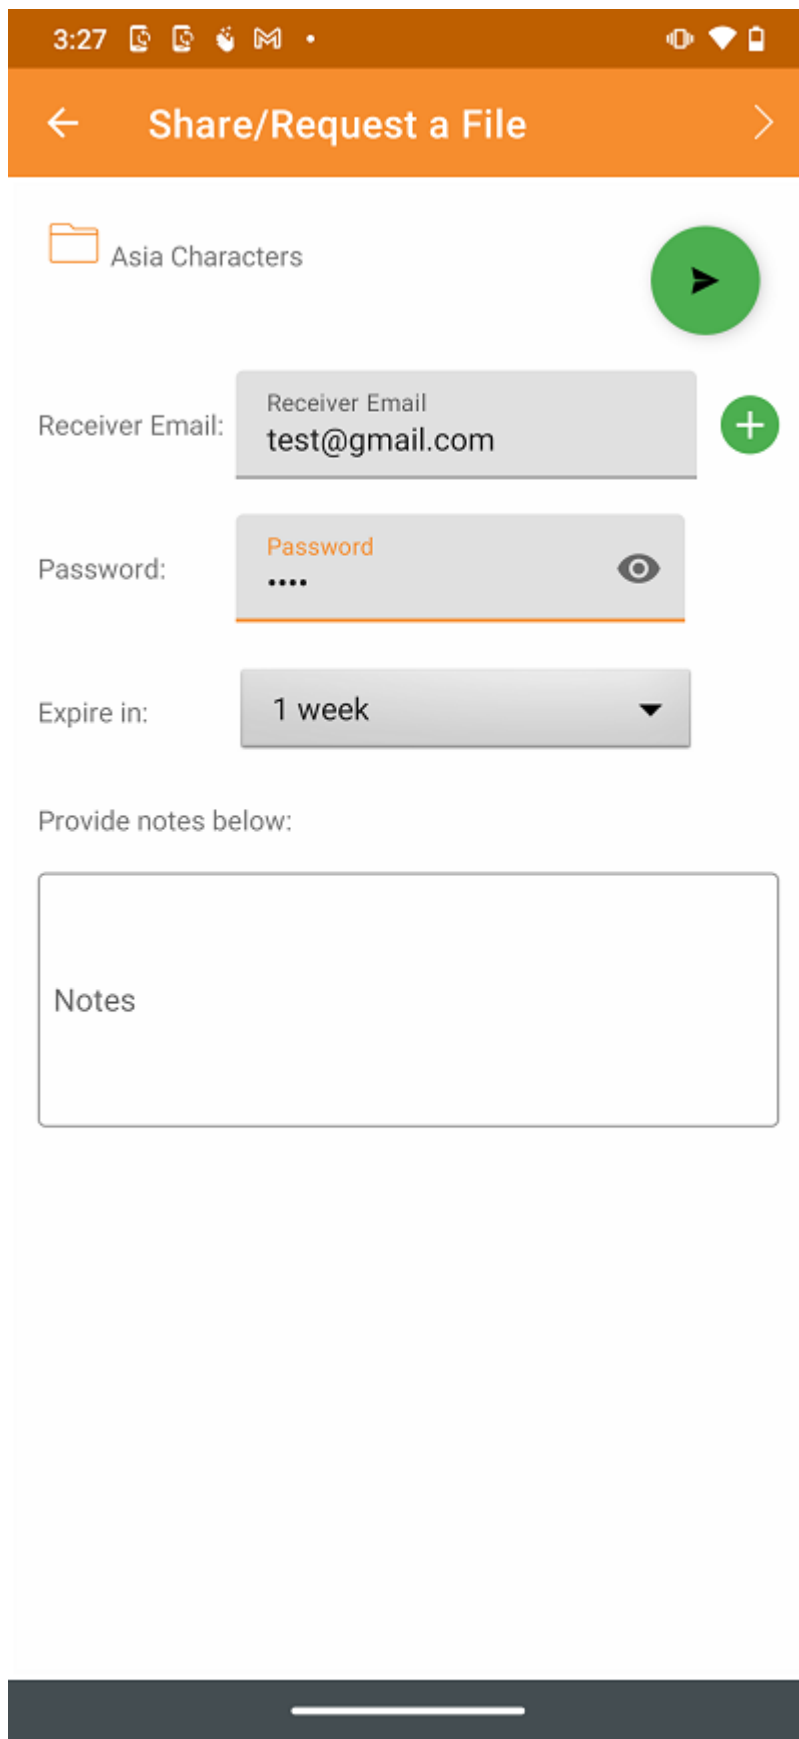 3:27
Share/Request a File
Asia Characters
Receiver Email:
Receiver Email
test@gmail.com
Password:
Password
••••
Expire in:
1 week
Provide notes below:
Notes